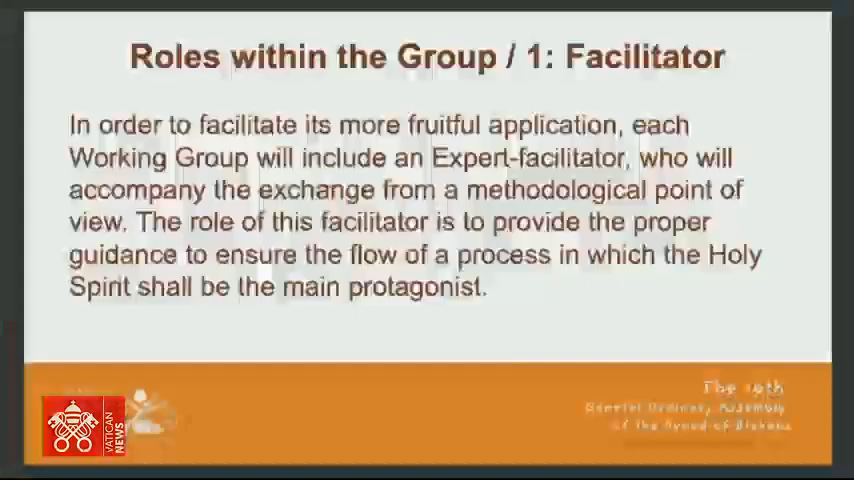 Roles within the Group / 1: Facilitator
In order to facilitate its more fruitful application, each
Working Group will include an Expert-facilitator, who will
accompany the exchange from a methodological point of
view. The role of this facilitator is to provide the proper
guidance to ensure the flow of a process in which the Holy
Spirit shall be the main protagonist.
The
General Ordinary Assembly
of the Synod of Bishops
VATICAN
NEWS